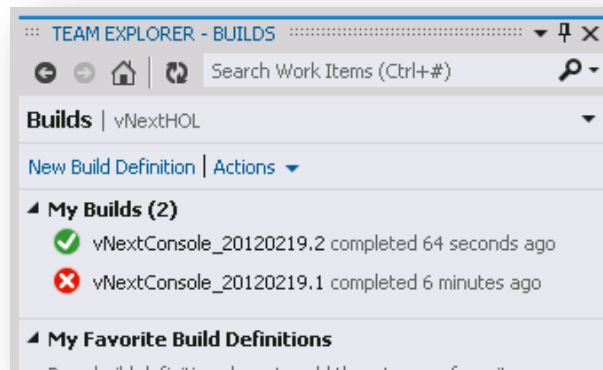 TEAM EXPLORER - BUILDS
Search Work Items (Ctrl+#)
Builds | vNextHOL
New Build Definition | Actions
My Builds (2)
vNextConsole_20120219.2 completed 64 seconds ago
vNextConsole_20120219.1 completed 6 minutes ago
My Favorite Build Definitions